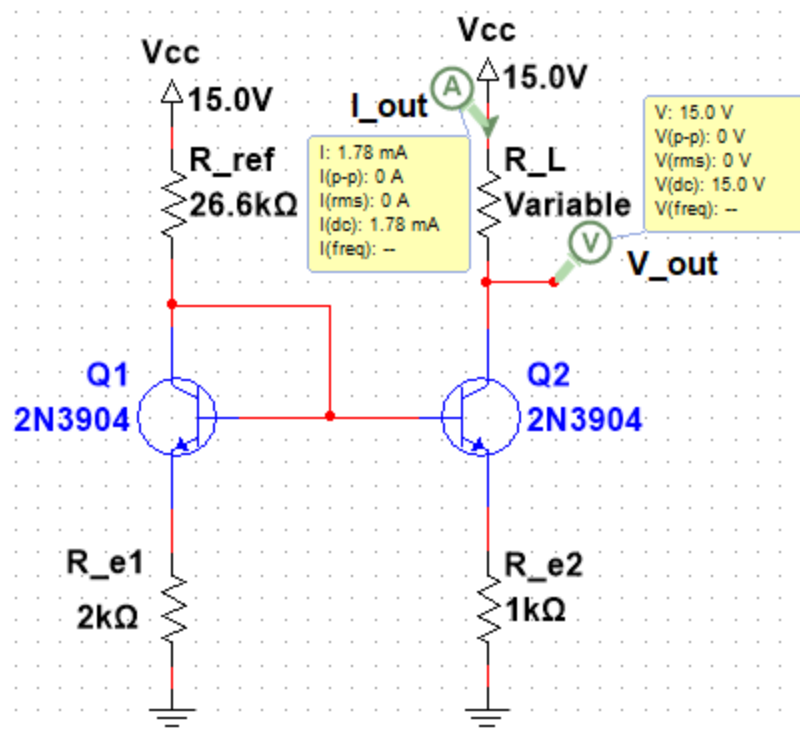 Vcc
15.0V
Vcc
15.0V
A
I_out
I: 1.78 mA
I(p-p): 0 A
I(rms): 0 A
I(dc): 1.78 mA
I(freq): --
V: 15.0 V
V(p-p): 0 V
V(rms): 0 V
V(dc): 15.0 V
V(freq): --
R_ref
26.6kΩ
R_L
Variable
V
V_out
Q1
2N3904
Q2
2N3904
R_e1
2kΩ
R_e2
1kΩ